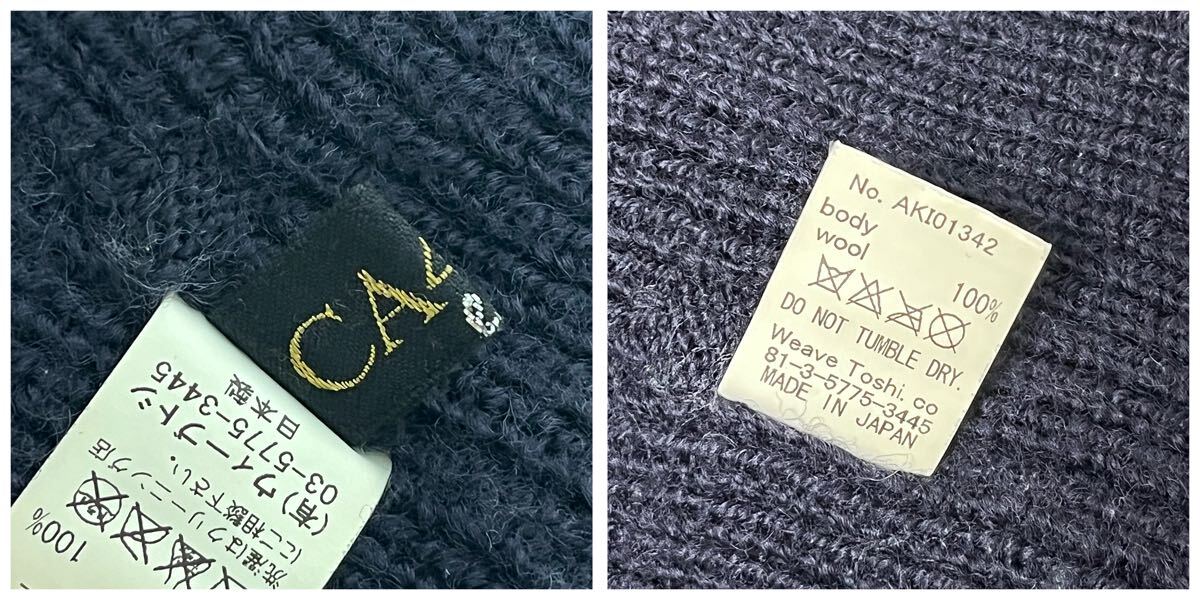 CA
(有)ウィーブトシ
03-5775-3445
日本製
100%
洗濯はクリーニング店
にご相談下さい。
No. AKI01342
body
wool 100%
DO NOT TUMBLE DRY.
Weave Toshi. co
81-3-5775-3445
MADE IN JAPAN